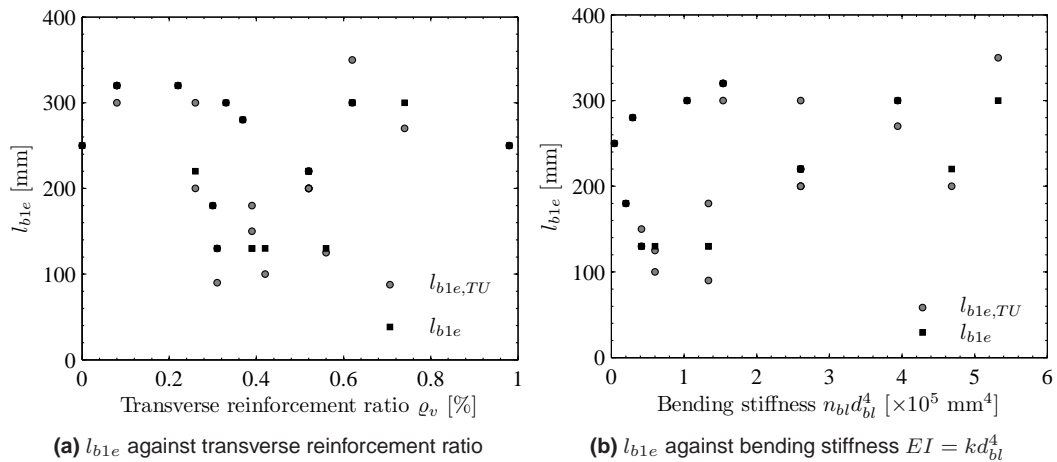 400
300
200
100
0
l_{b1e} [mm]
0 0.2 0.4 0.6 0.8 1
Transverse reinforcement ratio ϱ_v [%]
l_{b1e,TU}
l_{b1e}
(a) l_{b1e} against transverse reinforcement ratio
400
300
200
100
0
l_{b1e} [mm]
0 1 2 3 4 5 6
Bending stiffness n_{bl}d_{bl}^4 [×10^5 mm^4]
l_{b1e,TU}
l_{b1e}
(b) l_{b1e} against bending stiffness EI = kd_{bl}^4